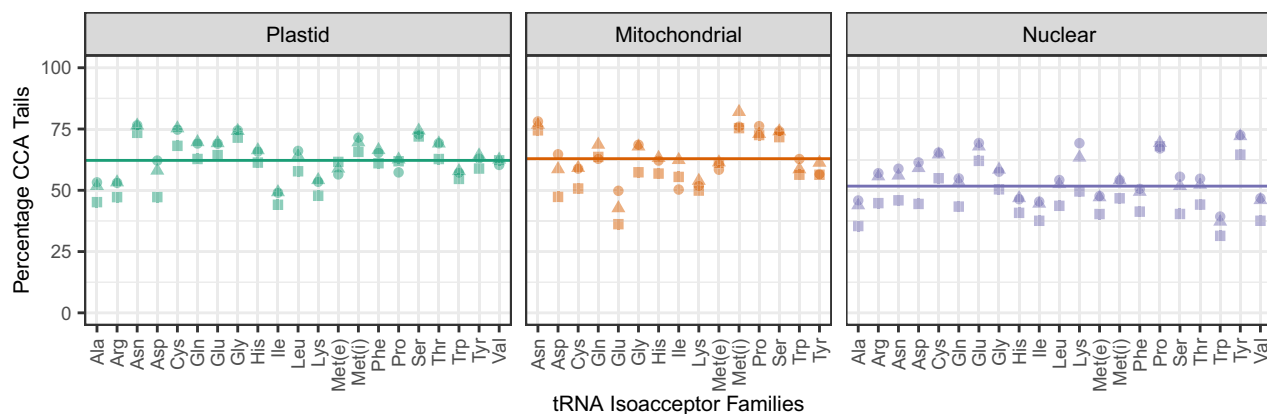 Plastid
Mitochondrial
Nuclear
Percentage CCA Tails
100
75
50
25
0
Ala
Arg
Asn
Asp
Cys
Gln
Glu
Gly
His
Ile
Leu
Lys
Met(e)
Met(i)
Phe
Pro
Ser
Thr
Trp
Tyr
Val
Asn
Asp
Cys
Gln
Glu
Gly
His
Ile
Lys
Met(e)
Met(i)
Pro
Ser
Trp
Tyr
Ala
Arg
Asn
Asp
Cys
Gln
Glu
Gly
His
Ile
Leu
Lys
Met(e)
Met(i)
Phe
Pro
Ser
Thr
Trp
Tyr
Val
tRNA Isoacceptor Families